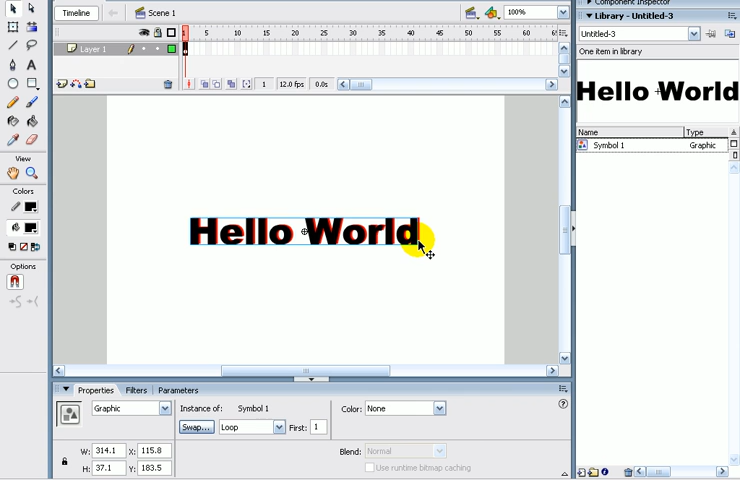 Timeline
Scene 1
100%
Component Inspector
Library - Untitled-3
Untitled-3
One item in library
Hello World
Name Type
Symbol 1 Graphic
Layer 1
1 5 10 15 20 25 30 35 40 45 50 55 60 65
1 12.0 fps 0.0s
View
Colors
Options
Hello World
Properties Filters Parameters
Graphic
Instance of: Symbol 1
Color: None
Swap... Loop First: 1
W: 314.1 X: 115.8
H: 37.1 Y: 183.5
Blend: Normal
Use runtime bitmap caching